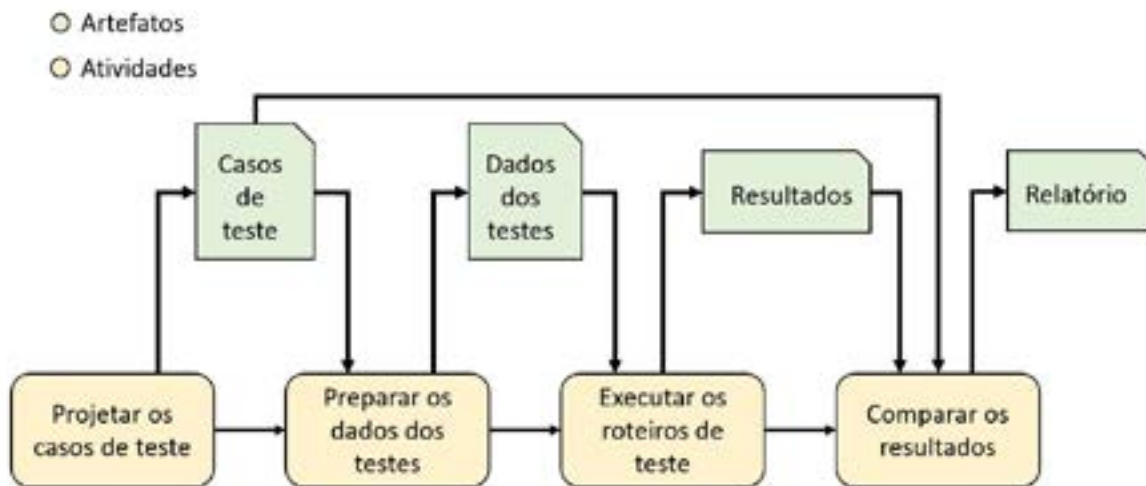 Artefatos
Atividades
Casos
de
teste
Dados
dos
testes
Resultados
Relatório
Projetar os
casos de teste
Preparar os
dados dos
testes
Executar os
roteiros de
teste
Comparar os
resultados